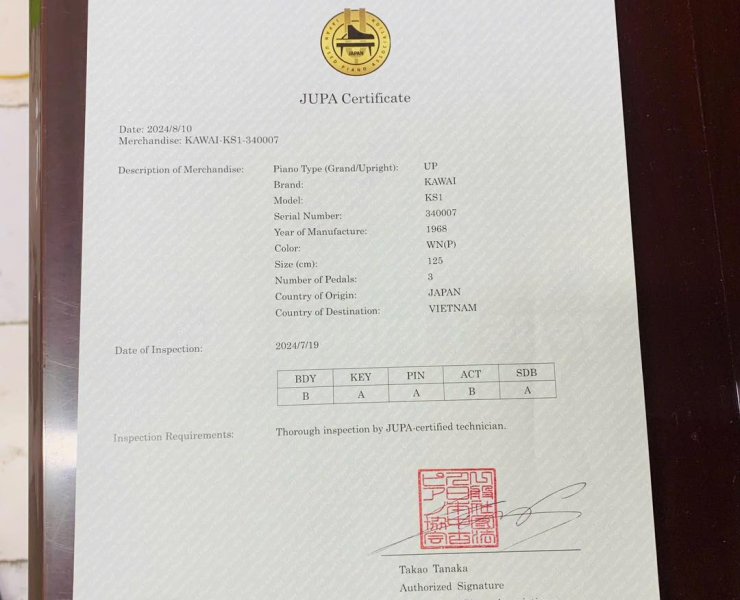 JAPAN
JUPA Certificate
Date: 2024/8/10
Merchandise: KAWAI-KS1-340007
Description of Merchandise:
Piano Type (Grand/Upright): UP
Brand: KAWAI
Model: KS1
Serial Number: 340007
Year of Manufacture: 1968
Color: WN(P)
Size (cm): 125
Number of Pedals: 3
Country of Origin: JAPAN
Country of Destination: VIETNAM
Date of Inspection: 2024/7/19
BDY KEY PIN ACT SDB
B A A B A
Inspection Requirements: Thorough inspection by JUPA-certified technician.
Takao Tanaka
Authorized Signature